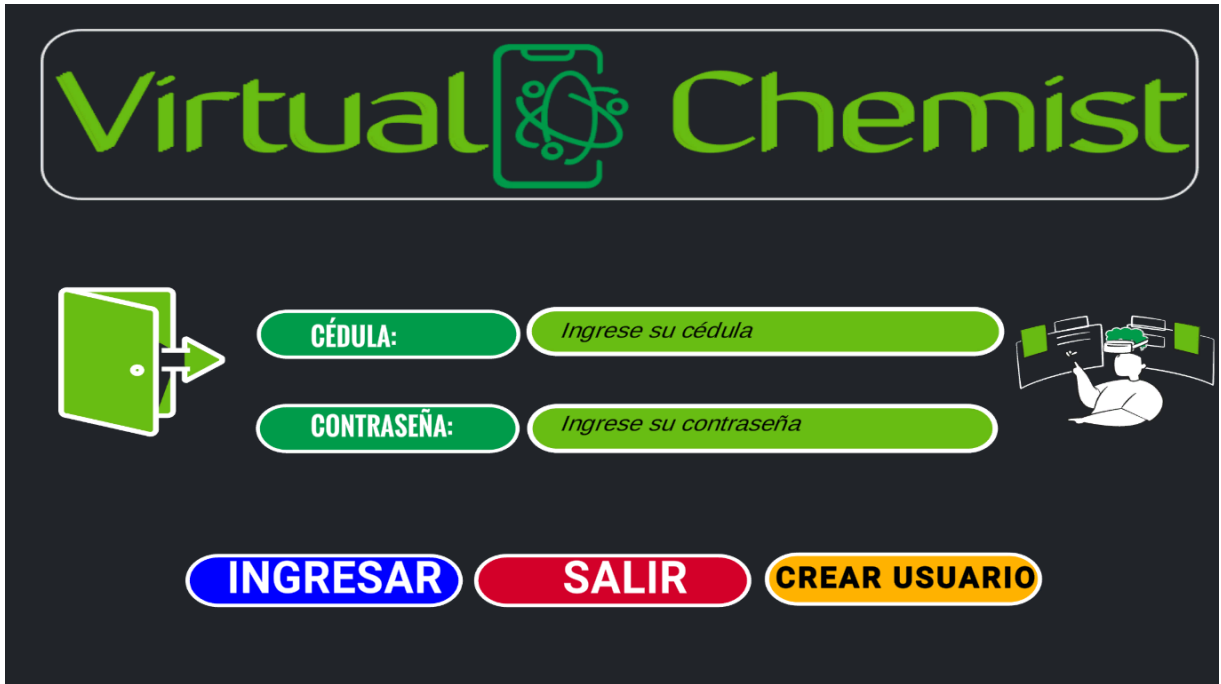 Virtual Chemist
CÉDULA: Ingrese su cédula
CONTRASEÑA: Ingrese su contraseña
INGRESAR SALIR CREAR USUARIO